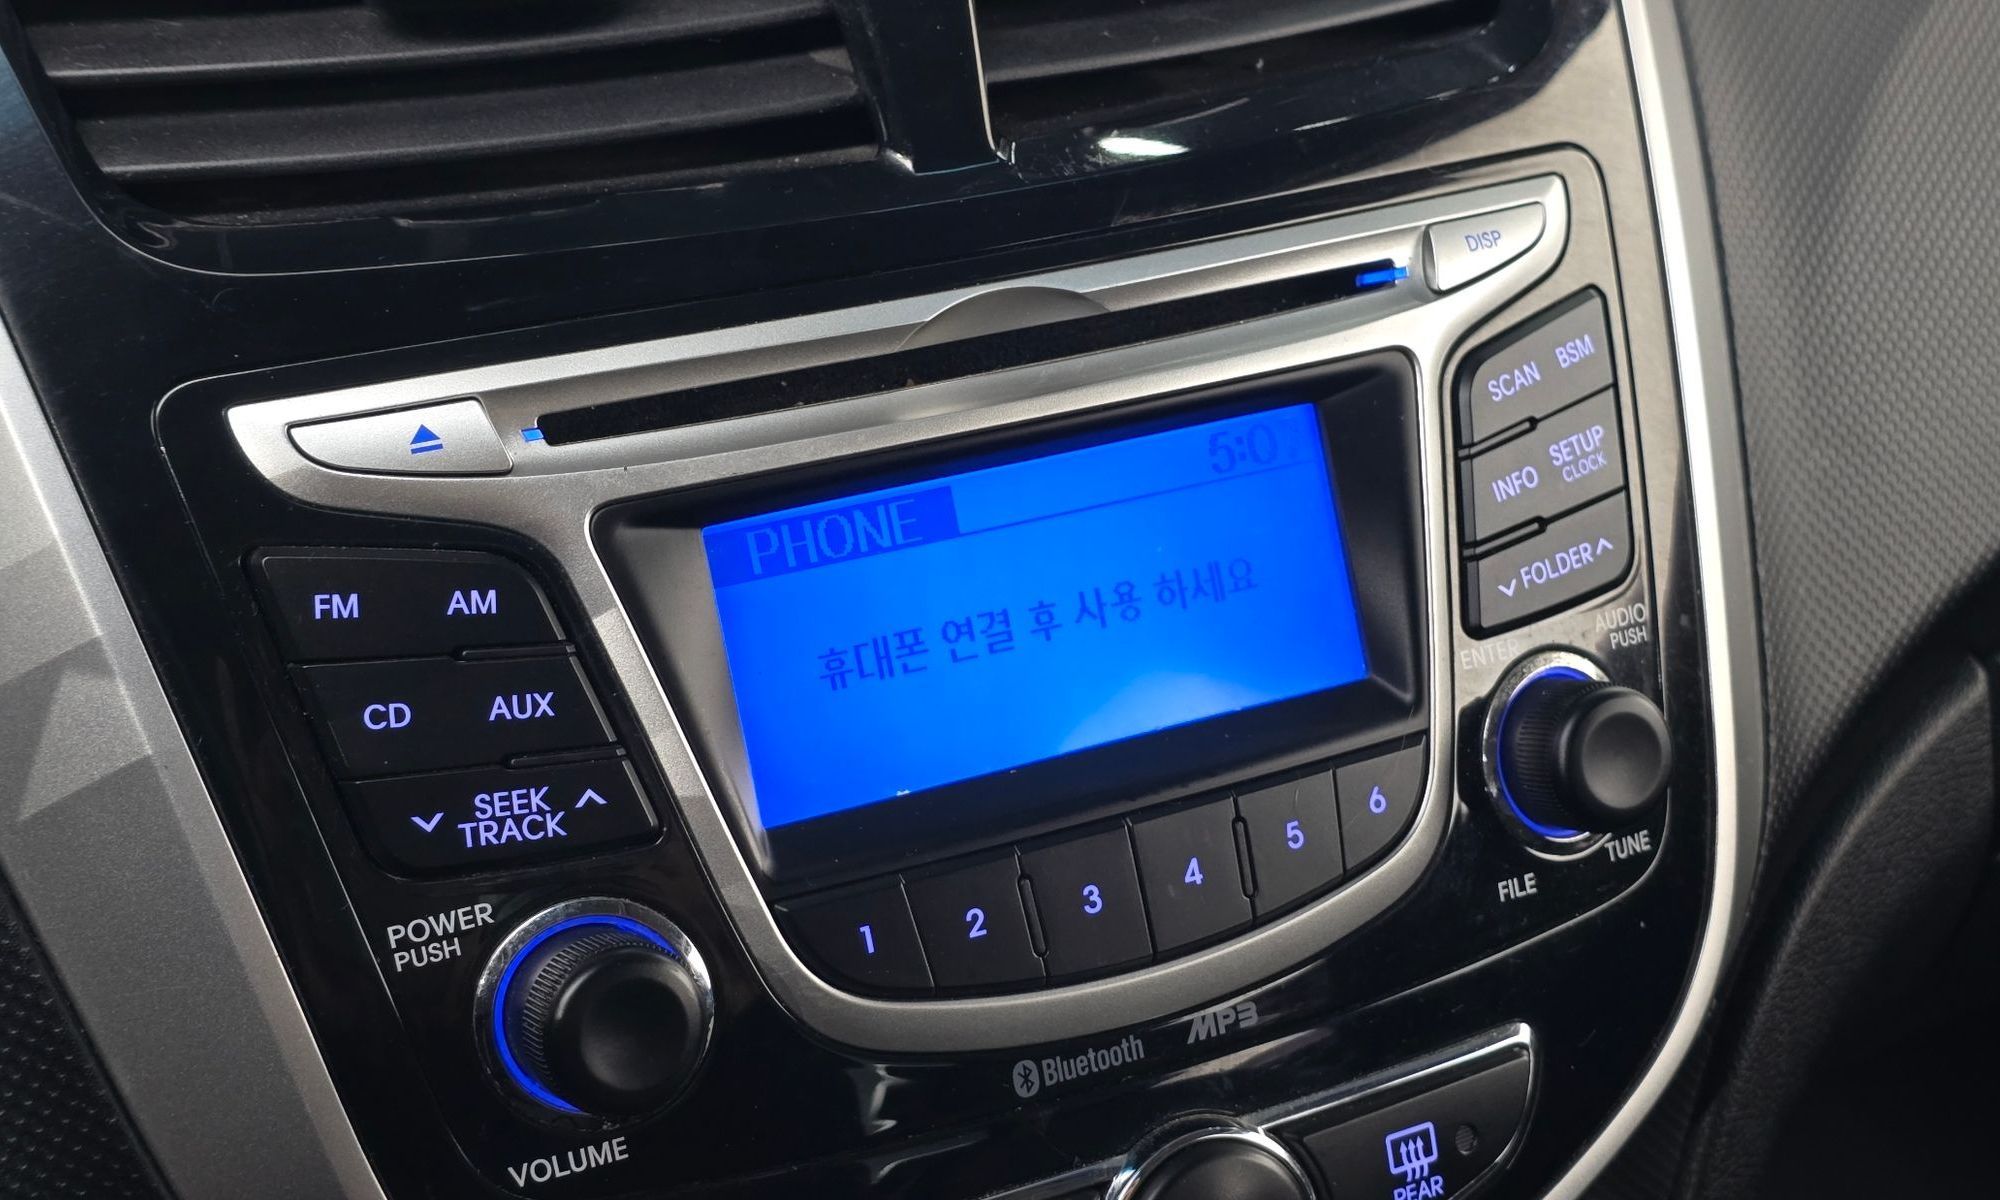 DISP
SCAN BSM
INFO SETUP
CLOCK
FOLDER
PHONE
휴대폰 연결 후 사용 하세요
FM AM
CD AUX
SEEK
TRACK
ENTER AUDIO
PUSH
1 2 3 4 5 6
TUNE
FILE
POWER
PUSH
VOLUME
Bluetooth MP3
REAR